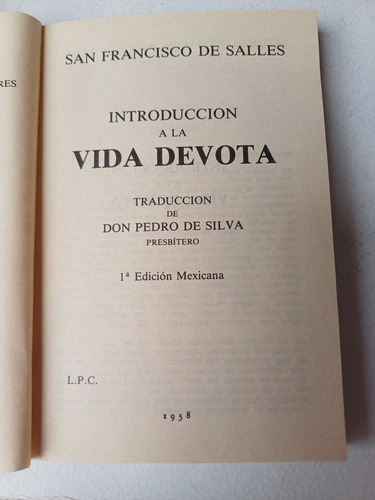 RES
SAN FRANCISCO DE SALLES
INTRODUCCION
A LA
VIDA DEVOTA
TRADUCCION
DE
DON PEDRO DE SILVA
PRESBÍTERO
1ª Edición Mexicana
L.P.C.
1958